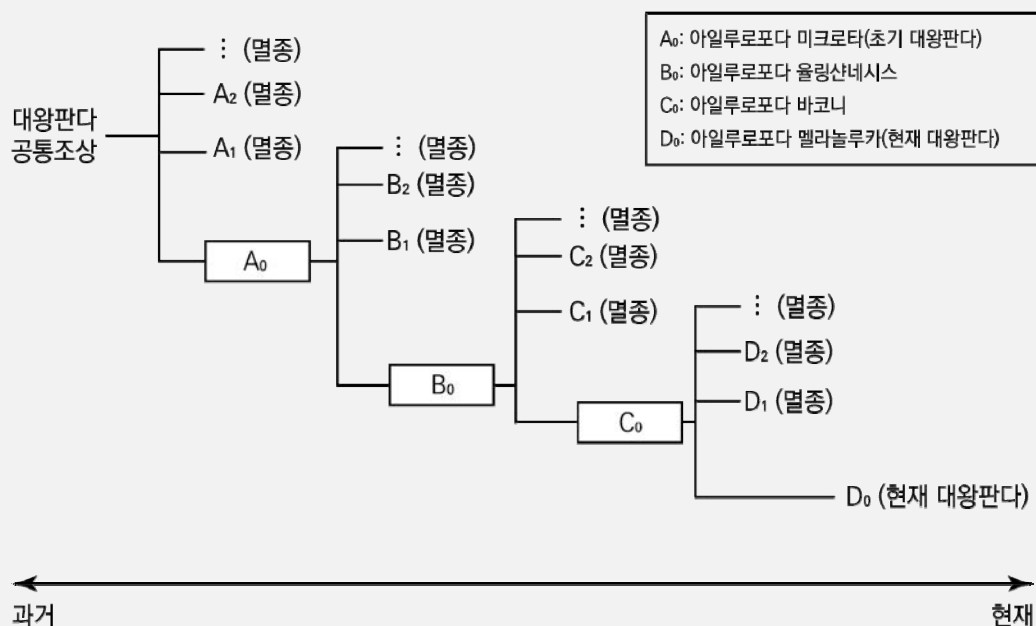 ⋮ (멸종)
A₂ (멸종)
대왕판다
공통조상
A₁ (멸종)
A₀
⋮ (멸종)
B₂ (멸종)
B₁ (멸종)
B₀
⋮ (멸종)
C₂ (멸종)
C₁ (멸종)
C₀
⋮ (멸종)
D₂ (멸종)
D₁ (멸종)
D₀ (현재 대왕판다)
A₀: 아일루로포다 미크로타(초기 대왕판다)
B₀: 아일루로포다 율링샨네시스
C₀: 아일루로포다 바코니
D₀: 아일루로포다 멜라놀루카(현재 대왕판다)
과거
현재